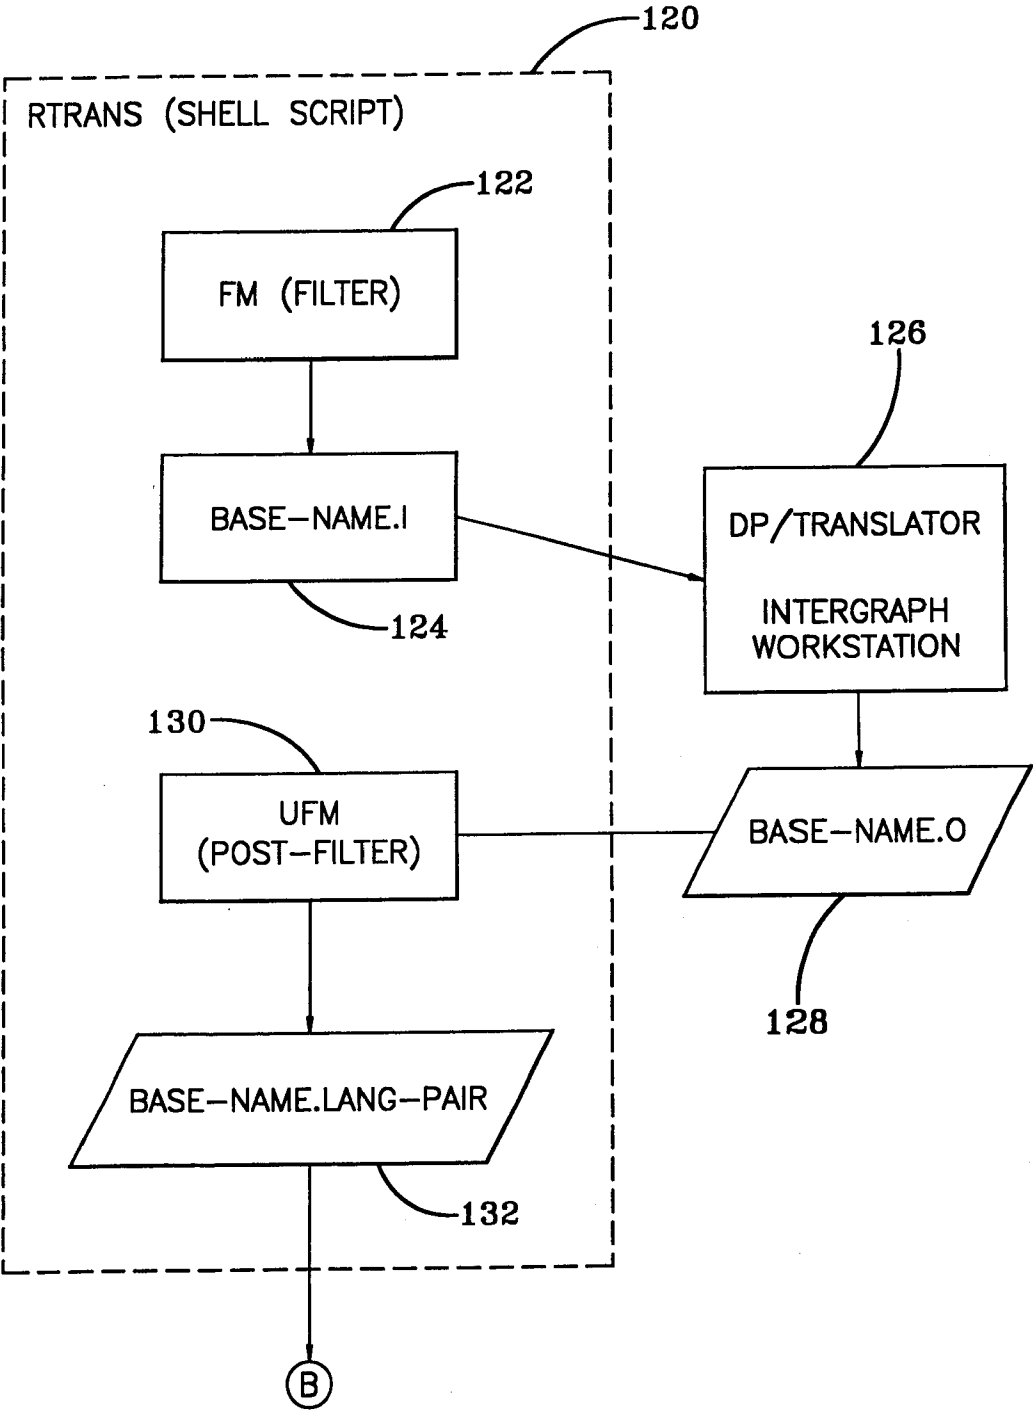 120
RTRANS (SHELL SCRIPT)
122
FM (FILTER)
126
BASE-NAME.I
DP/TRANSLATOR
INTERGRAPH
WORKSTATION
124
130
UFM
(POST-FILTER)
BASE-NAME.O
128
BASE-NAME.LANG-PAIR
132
B